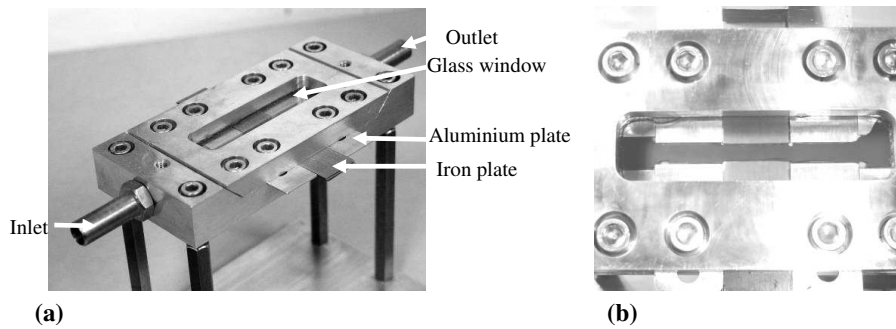 Outlet
Glass window
Aluminium plate
Iron plate
Inlet
(a)
(b)